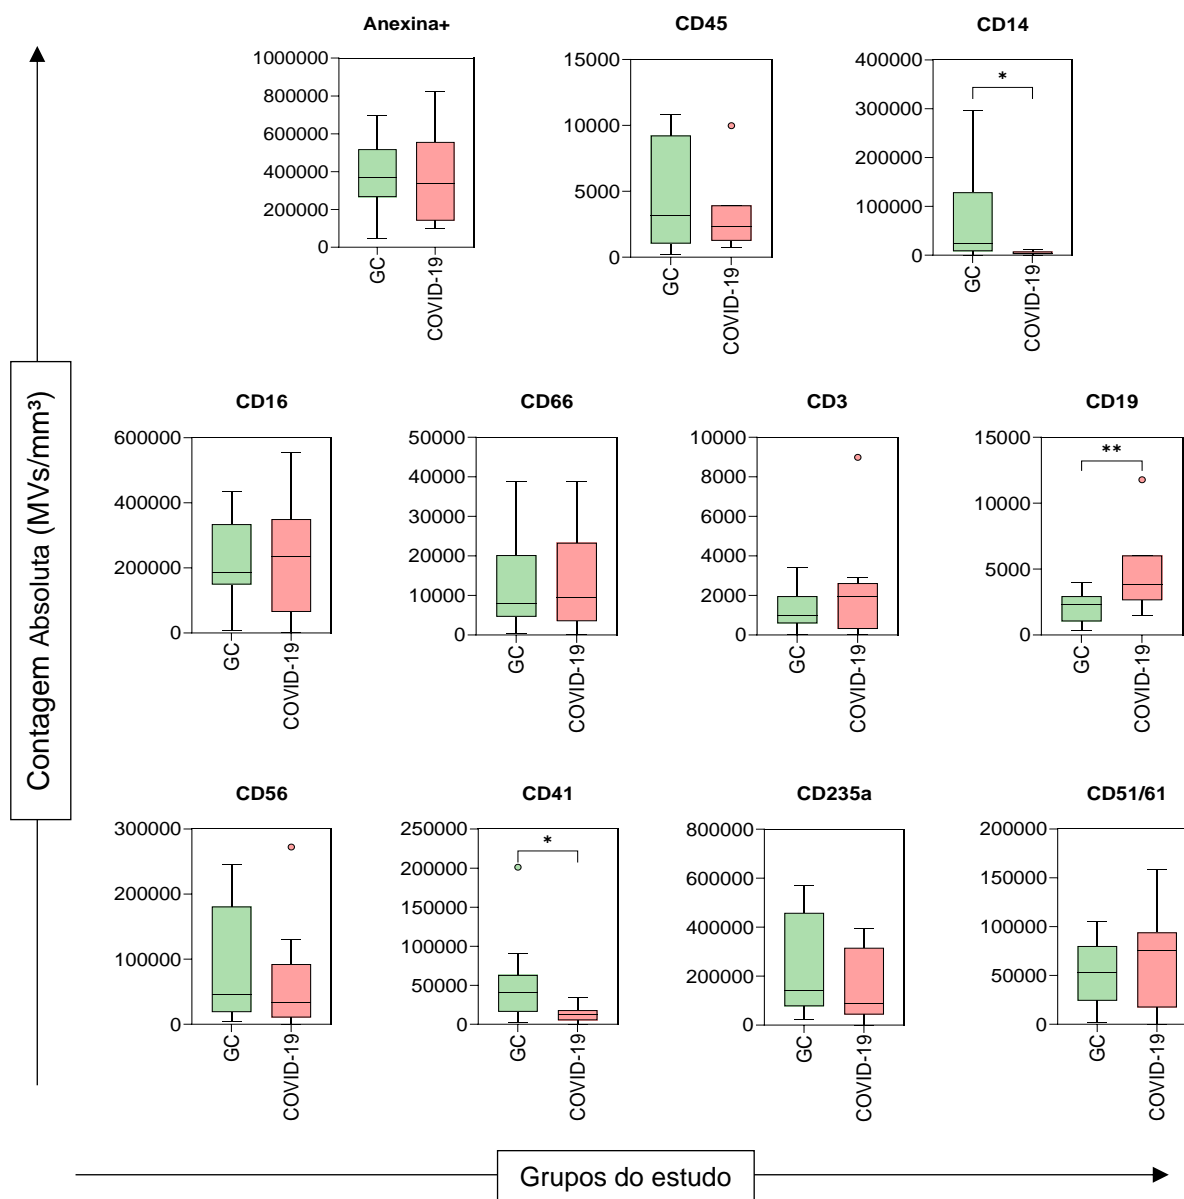 Anexina+
CD45
CD14
1000000
800000
600000
400000
200000
0
GC
COVID-19
15000
10000
5000
0
GC
COVID-19
400000
300000
200000
100000
0
*
GC
COVID-19
Contagem Absoluta (MVs/mm³)
CD16
CD66
CD3
CD19
600000
400000
200000
0
GC
COVID-19
50000
40000
30000
20000
10000
0
GC
COVID-19
10000
8000
6000
4000
2000
0
GC
COVID-19
15000
10000
5000
0
**
GC
COVID-19
CD56
CD41
CD235a
CD51/61
300000
200000
100000
0
GC
COVID-19
250000
200000
150000
100000
50000
0
*
GC
COVID-19
800000
600000
400000
200000
0
GC
COVID-19
200000
150000
100000
50000
0
GC
COVID-19
Grupos do estudo